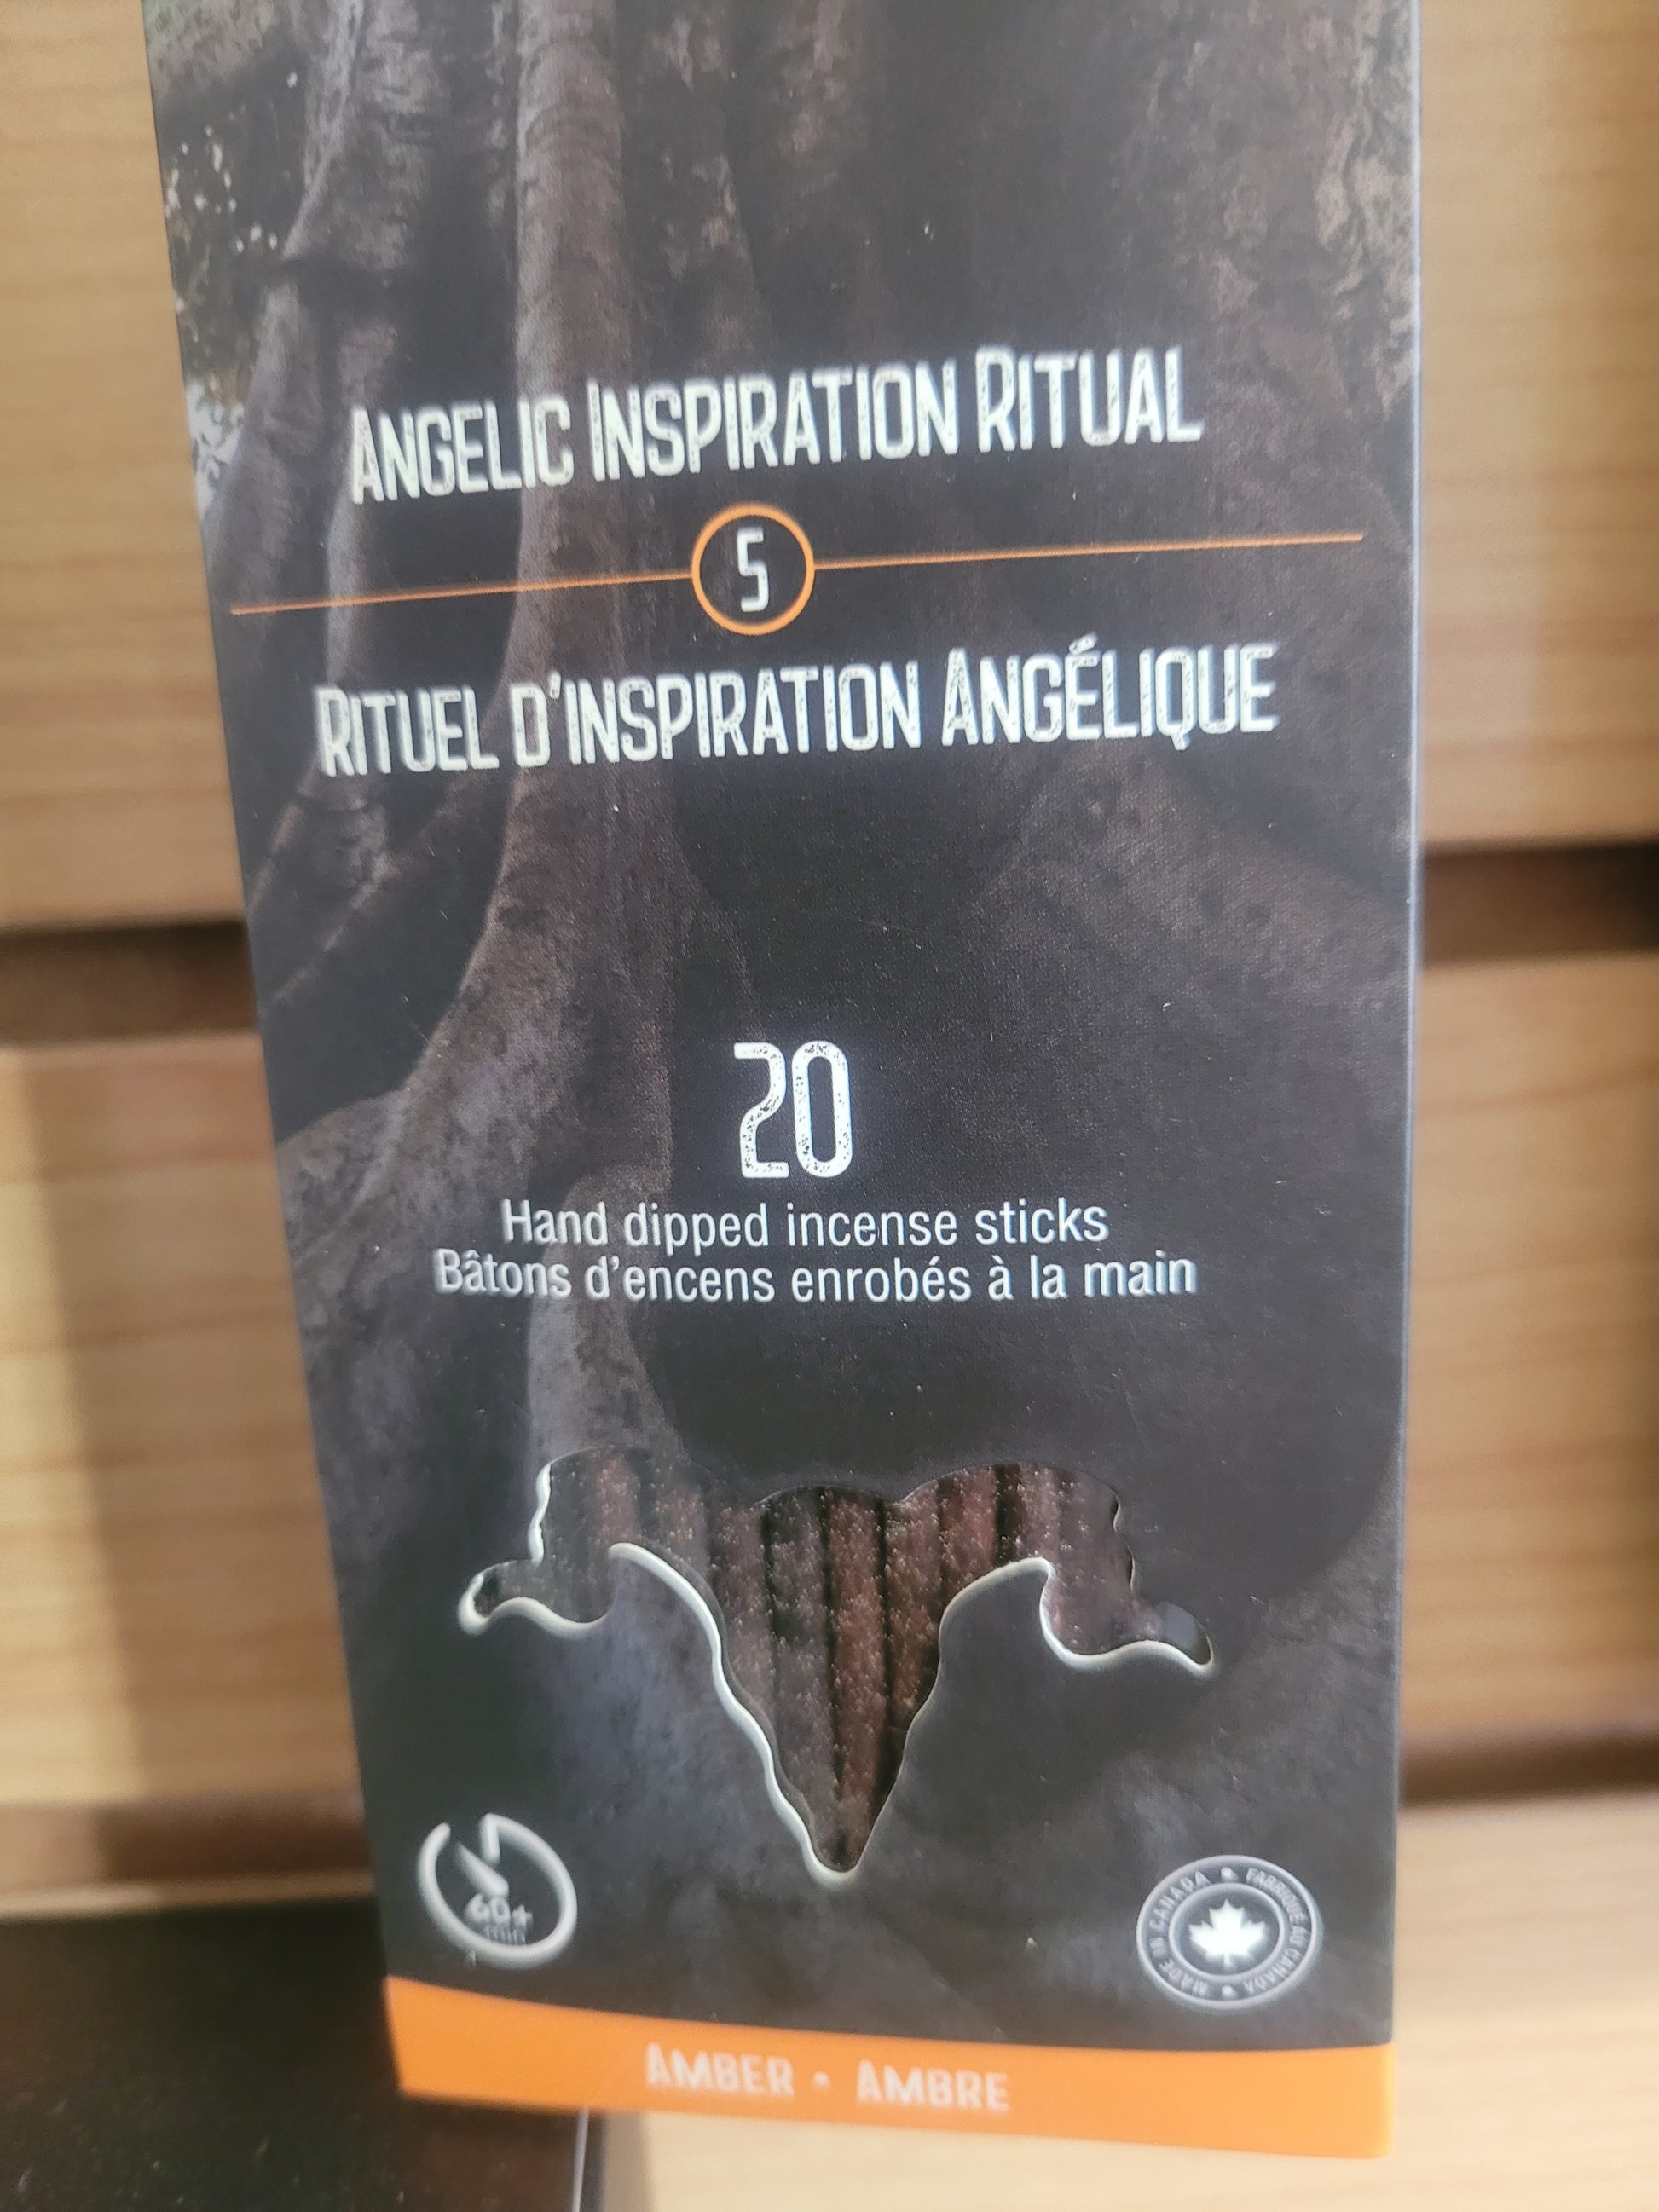 ANGELIC INSPIRATION RITUAL
5
RITUEL D'INSPIRATION ANGÉLIQUE
20
Hand dipped incense sticks
Bâtons d'encens enrobés à la main
60+
min
MADE IN CANADA • FABRIQUÉ AU CANADA •
AMBER • AMBRE